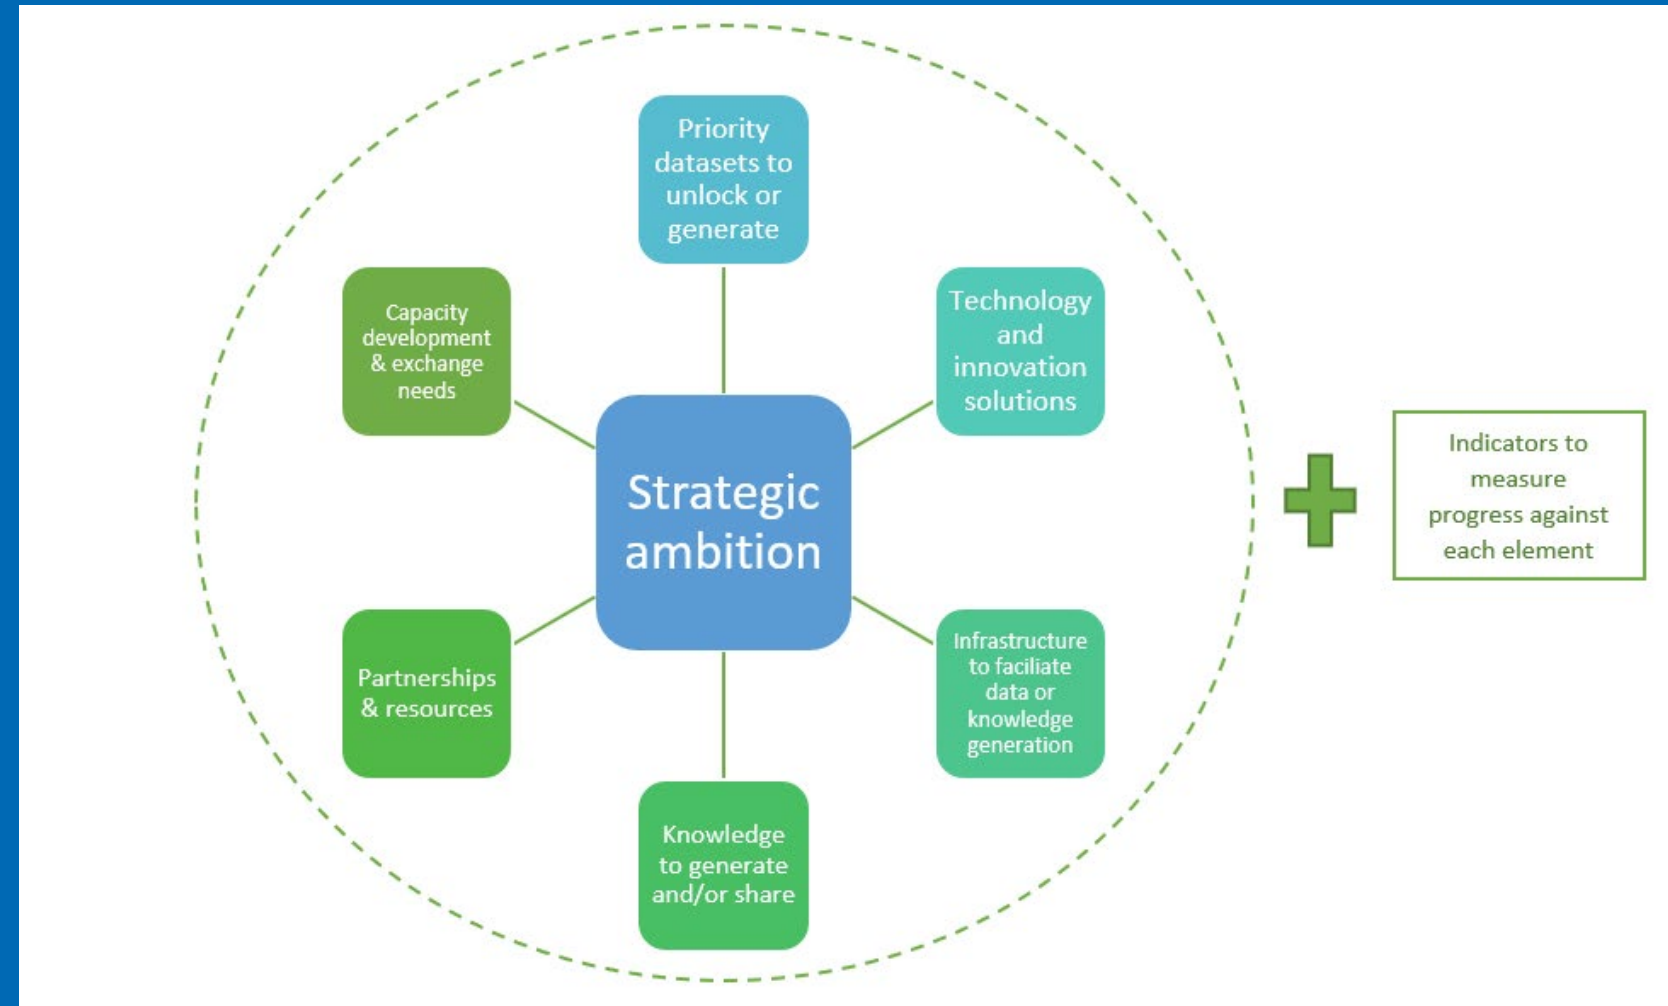 Priority
datasets to
unlock or
generate
Technology
and
innovation
solutions
Infrastructure
to faciliate
data or
knowledge
generation
Knowledge
to generate
and/or share
Partnerships
& resources
Capacity
development
& exchange
needs
Strategic
ambition
Indicators to
measure
progress against
each element